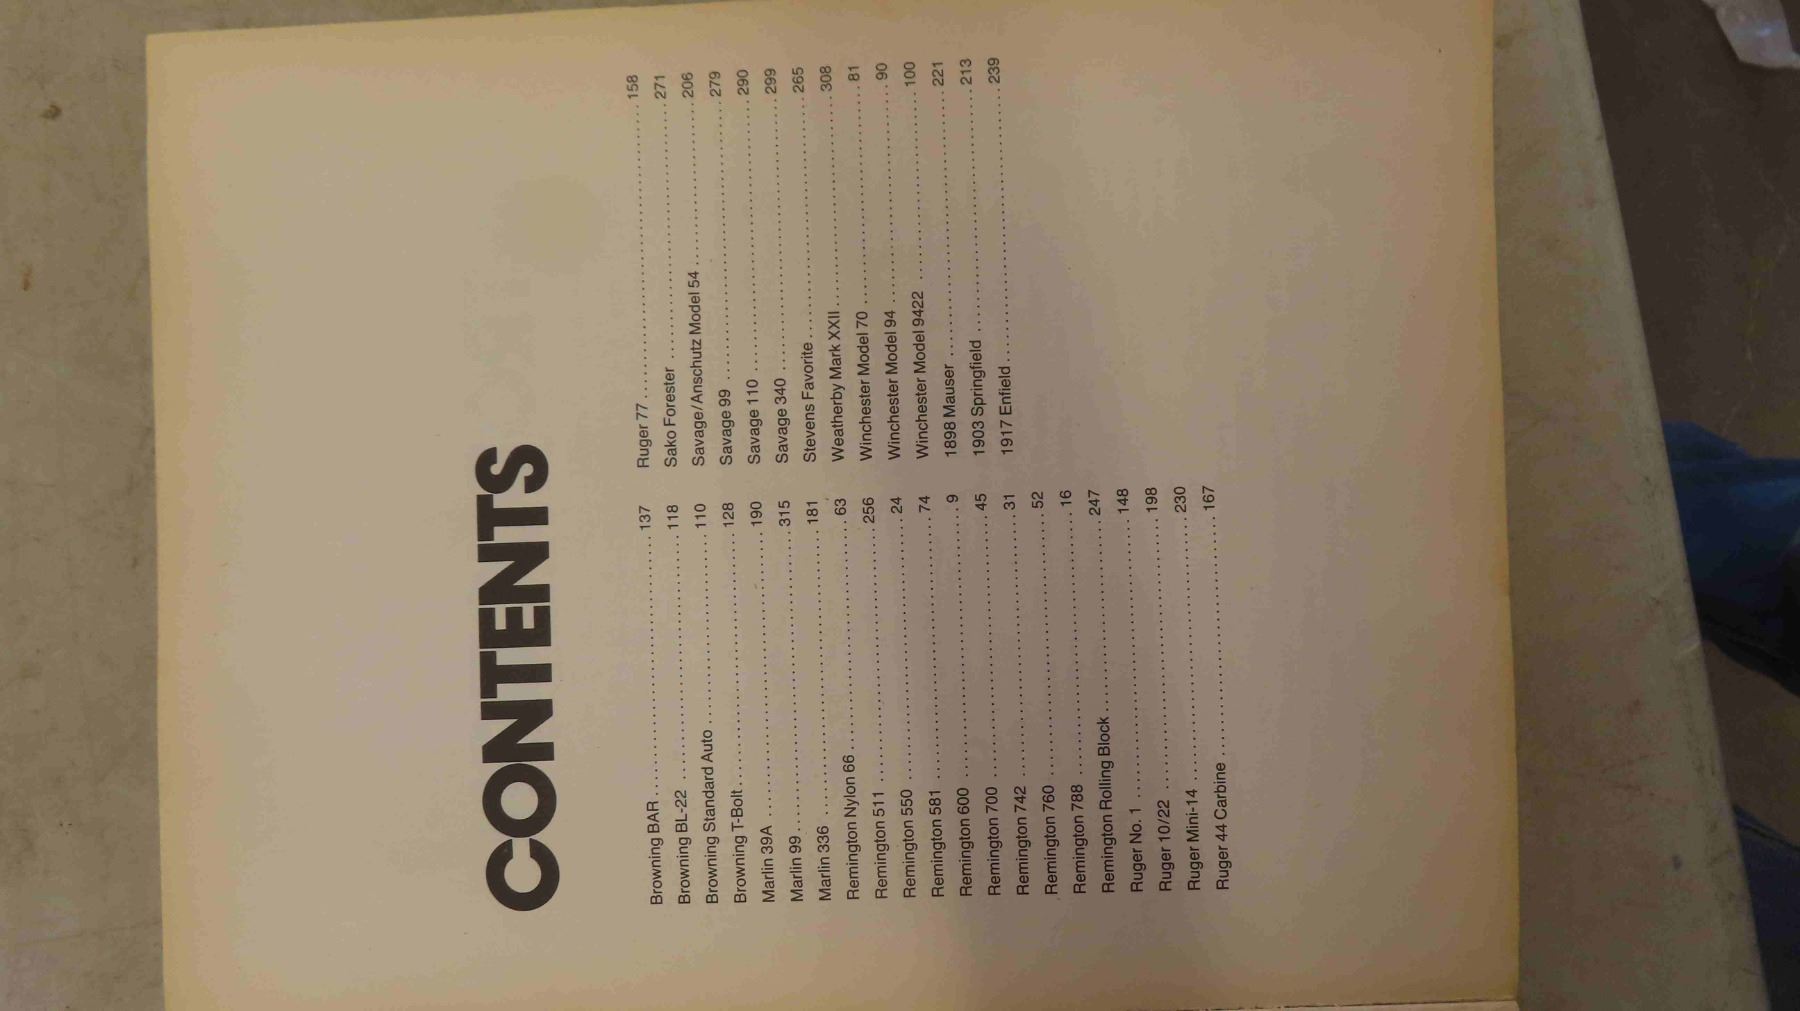 CONTENTS
Browning BAR . . . . . . . . . . . . . . . . . . . . . . . . 137
Browning BL-22 . . . . . . . . . . . . . . . . . . . . . . . . 118
Browning Standard Auto . . . . . . . . . . . . . . . . . . . . . . . . 110
Browning T-Bolt . . . . . . . . . . . . . . . . . . . . . . . . 128
Marlin 39A . . . . . . . . . . . . . . . . . . . . . . . . 190
Marlin 99 . . . . . . . . . . . . . . . . . . . . . . . . 315
Marlin 336 . . . . . . . . . . . . . . . . . . . . . . . . 181
Remington Nylon 66 . . . . . . . . . . . . . . . . . . . . . . . . 63
Remington 511 . . . . . . . . . . . . . . . . . . . . . . . . 256
Remington 550 . . . . . . . . . . . . . . . . . . . . . . . . 24
Remington 581 . . . . . . . . . . . . . . . . . . . . . . . . 74
Remington 600 . . . . . . . . . . . . . . . . . . . . . . . . 9
Remington 700 . . . . . . . . . . . . . . . . . . . . . . . . 45
Remington 742 . . . . . . . . . . . . . . . . . . . . . . . . 31
Remington 760 . . . . . . . . . . . . . . . . . . . . . . . . 52
Remington 788 . . . . . . . . . . . . . . . . . . . . . . . . 16
Remington Rolling Block . . . . . . . . . . . . . . . . . . . . . . . . 247
Ruger No. 1 . . . . . . . . . . . . . . . . . . . . . . . . 148
Ruger 10/22 . . . . . . . . . . . . . . . . . . . . . . . . 198
Ruger Mini-14 . . . . . . . . . . . . . . . . . . . . . . . . 230
Ruger 44 Carbine . . . . . . . . . . . . . . . . . . . . . . . . 167
Ruger 77 . . . . . . . . . . . . . . . . . . . . . . . . 158
Sako Forester . . . . . . . . . . . . . . . . . . . . . . . . 271
Savage/Anschutz Model 54 . . . . . . . . . . . . . . . . . . . . . . . . 206
Savage 99 . . . . . . . . . . . . . . . . . . . . . . . . 279
Savage 110 . . . . . . . . . . . . . . . . . . . . . . . . 290
Savage 340 . . . . . . . . . . . . . . . . . . . . . . . . 299
Stevens Favorite . . . . . . . . . . . . . . . . . . . . . . . . 265
Weatherby Mark XXII . . . . . . . . . . . . . . . . . . . . . . . . 308
Winchester Model 70 . . . . . . . . . . . . . . . . . . . . . . . . 81
Winchester Model 94 . . . . . . . . . . . . . . . . . . . . . . . . 90
Winchester Model 9422 . . . . . . . . . . . . . . . . . . . . . . . . 100
1898 Mauser . . . . . . . . . . . . . . . . . . . . . . . . 221
1903 Springfield . . . . . . . . . . . . . . . . . . . . . . . . 213
1917 Enfield . . . . . . . . . . . . . . . . . . . . . . . . 239